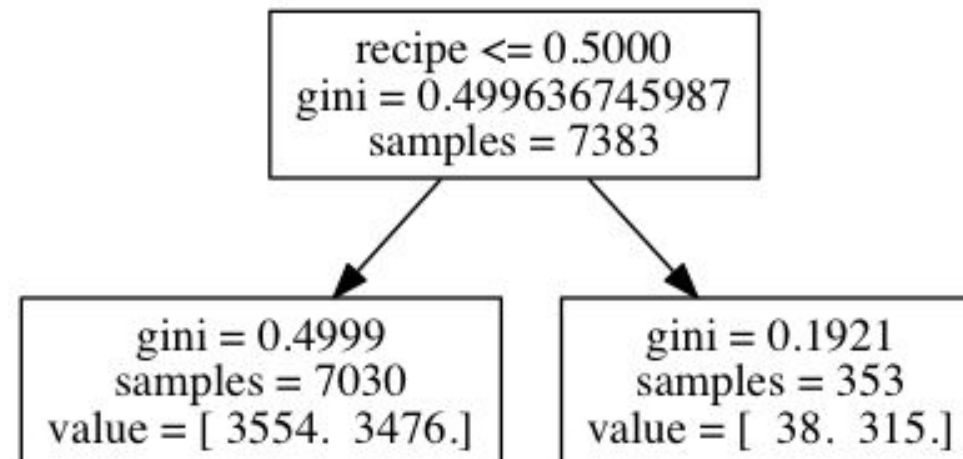 recipe <= 0.5000
gini = 0.499636745987
samples = 7383
gini = 0.4999
samples = 7030
value = [ 3554. 3476.]
gini = 0.1921
samples = 353
value = [ 38. 315.]